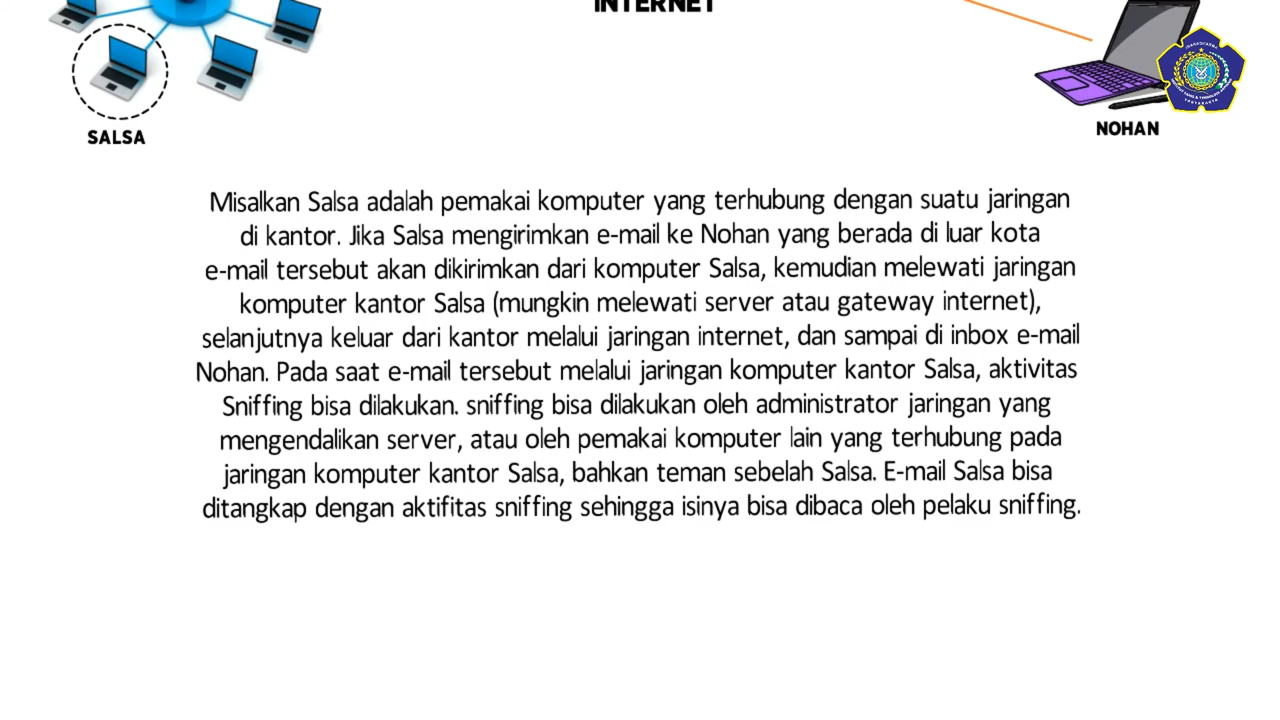 INTERNET
SALSA
NOHAN
Misalkan Salsa adalah pemakai komputer yang terhubung dengan suatu jaringan
di kantor. Jika Salsa mengirimkan e-mail ke Nohan yang berada di luar kota
e-mail tersebut akan dikirimkan dari komputer Salsa, kemudian melewati jaringan
komputer kantor Salsa (mungkin melewati server atau gateway internet),
selanjutnya keluar dari kantor melalui jaringan internet, dan sampai di inbox e-mail
Nohan. Pada saat e-mail tersebut melalui jaringan komputer kantor Salsa, aktivitas
Sniffing bisa dilakukan. sniffing bisa dilakukan oleh administrator jaringan yang
mengendalikan server, atau oleh pemakai komputer lain yang terhubung pada
jaringan komputer kantor Salsa, bahkan teman sebelah Salsa. E-mail Salsa bisa
ditangkap dengan aktifitas sniffing sehingga isinya bisa dibaca oleh pelaku sniffing.